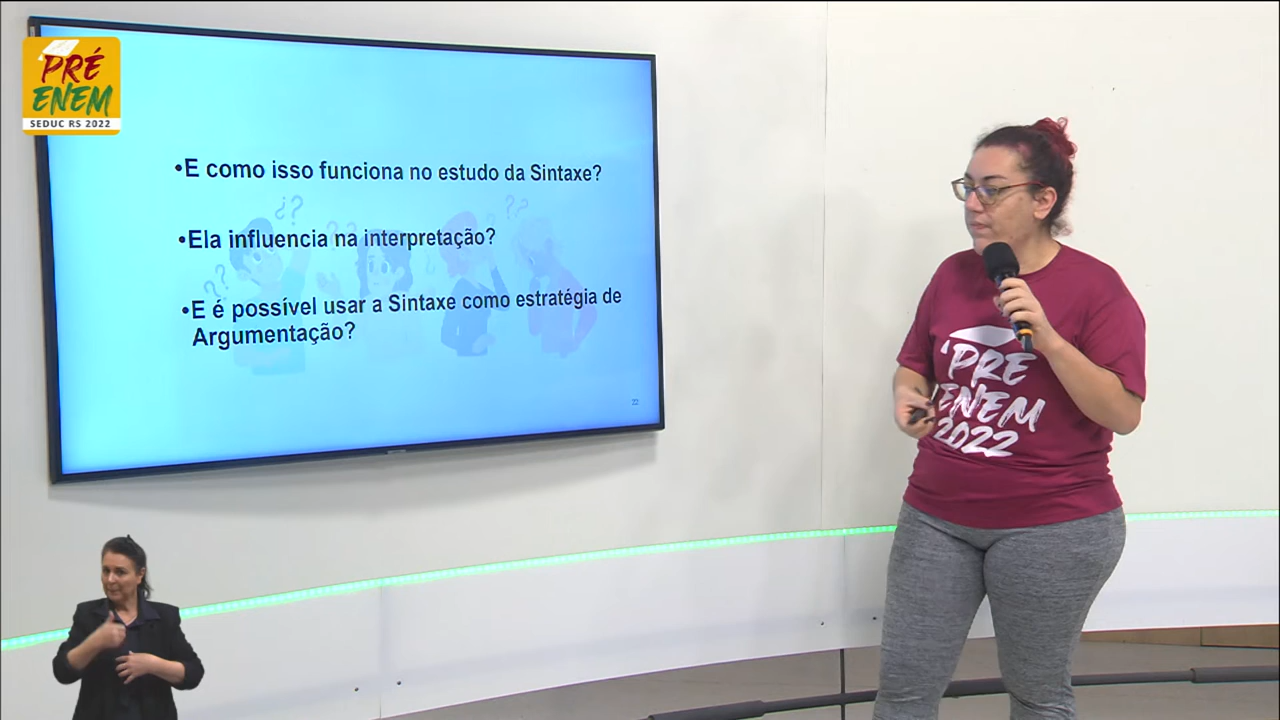 PRÉ
ENEM
SEDUC RS 2022
•E como isso funciona no estudo da Sintaxe?
•Ela influencia na interpretação?
•E é possível usar a Sintaxe como estratégia de
Argumentação?
PRÉ
ENEM
2022